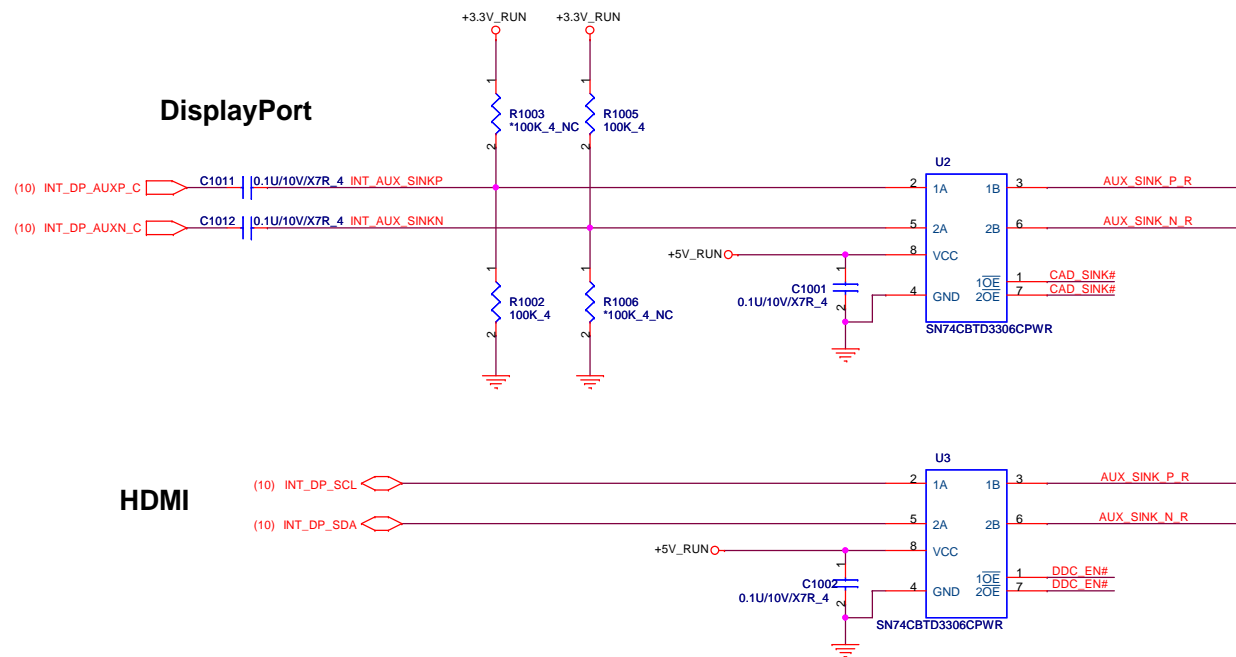 +3.3V_RUN +3.3V_RUN
1 1
DisplayPort
R1003 R1005
*100K_4_NC 100K_4
2 2
U2
(10) INT_DP_AUXP_C C1011 0.1U/10V/X7R_4 INT_AUX_SINKP 2 1A 1B 3 AUX_SINK_P_R
(10) INT_DP_AUXN_C C1012 0.1U/10V/X7R_4 INT_AUX_SINKN 5 2A 2B 6 AUX_SINK_N_R
+5V_RUN 8 VCC
1 1 1
1OE 1 CAD_SINK#
C1001 4 GND 2OE 7 CAD_SINK#
0.1U/10V/X7R_4
R1002 R1006
100K_4 *100K_4_NC
2 2 2
SN74CBTD3306CPWR
U3
HDMI
(10) INT_DP_SCL 2 1A 1B 3 AUX_SINK_P_R
(10) INT_DP_SDA 5 2A 2B 6 AUX_SINK_N_R
+5V_RUN 8 VCC
1
1OE 1 DDC_EN#
C1002 4 GND 2OE 7 DDC_EN#
0.1U/10V/X7R_4
2
SN74CBTD3306CPWR